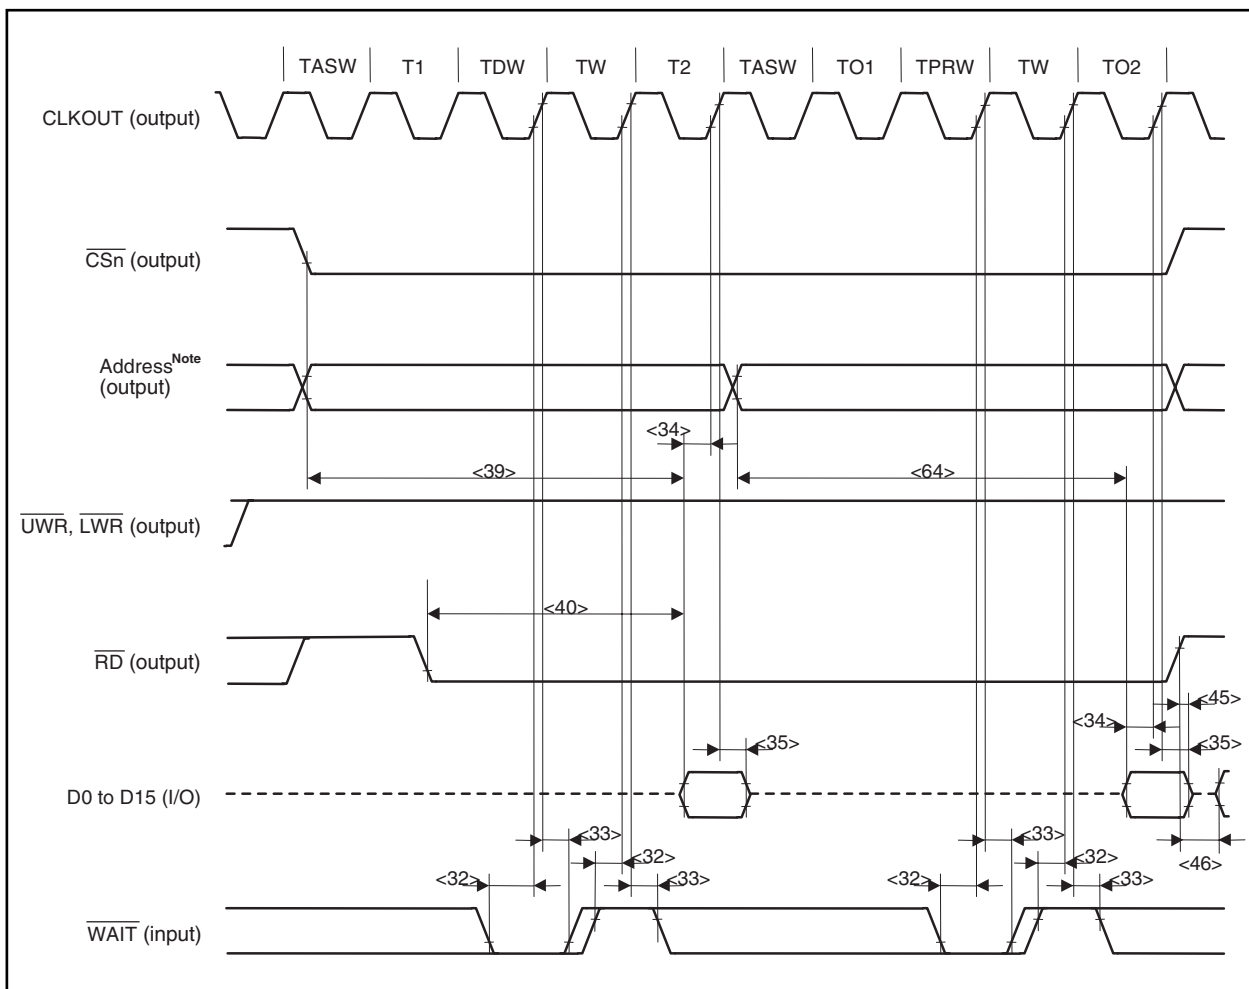 TASW T1 TDW TW T2 TASW TO1 TPRW TW TO2
CLKOUT (output)
CSn (output)
Address Note
(output)
<34>
<39> <64>
UWR, LWR (output)
<40>
RD (output)
<45>
<34>
<35> <35>
D0 to D15 (I/O)
<33> <33>
<32> <32>
<46>
<32> <33> <32> <33>
WAIT (input)